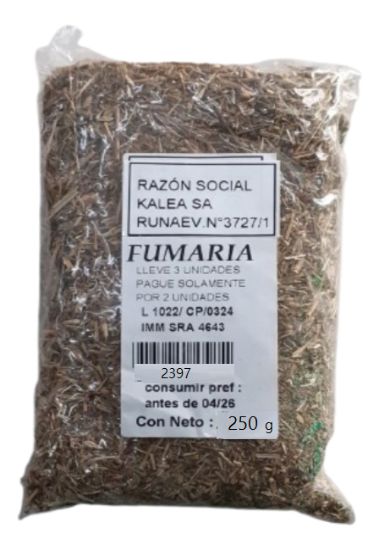 RAZÓN SOCIAL
KALEA SA
RUNAEV.N°3727/1
FUMARIA
LLEVE 3 UNIDADES
PAGUE SOLAMENTE
POR 2 UNIDADES
L 1022/ CP/0324
IMM SRA 4643
2397
consumir pref :
antes de 04/26
Con Neto : 250 g